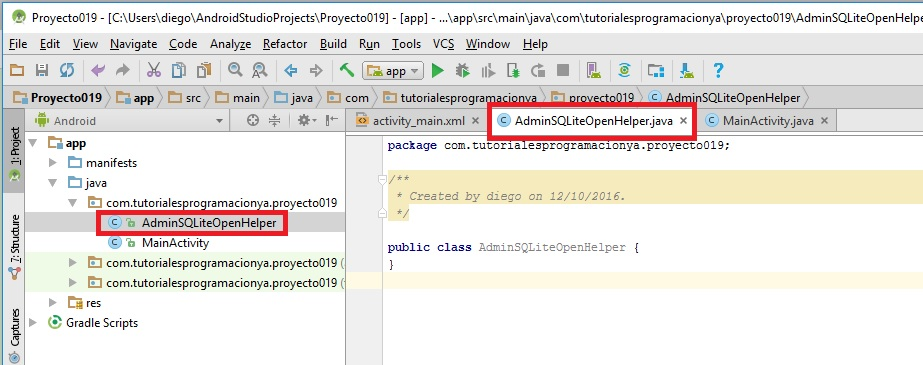 Proyecto019 - [C:\Users\diego\AndroidStudioProjects\Proyecto019] - [app] - ...\app\src\main\java\com\tutorialesprogramacionya\proyecto019\AdminSQLiteOpenHelpe
File Edit View Navigate Code Analyze Refactor Build Run Tools VCS Window Help
app
Proyecto019 app src main java com tutorialesprogramacionya proyecto019 AdminSQLiteOpenHelper
Android
activity_main.xml AdminSQLiteOpenHelper.java MainActivity.java
1: Project
7: Structure
Captures
app
manifests
java
com.tutorialesprogramacionya.proyecto019
AdminSQLiteOpenHelper
MainActivity
com.tutorialesprogramacionya.proyecto019 (
com.tutorialesprogramacionya.proyecto019 (
res
Gradle Scripts
package com.tutorialesprogramacionya.proyecto019;
/**
* Created by diego on 12/10/2016.
*/
public class AdminSQLiteOpenHelper {
}